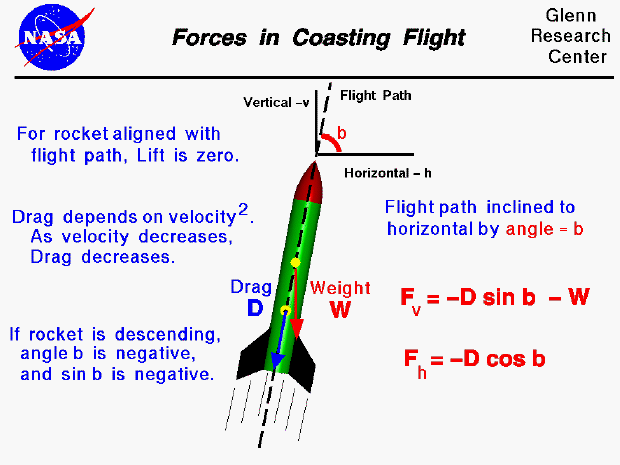 NASA
Forces in Coasting Flight
Glenn
Research
Center
Vertical –v
Flight Path
b
Horizontal – h
For rocket aligned with
flight path, Lift is zero.
Drag depends on velocity².
As velocity decreases,
Drag decreases.
Flight path inclined to
horizontal by angle = b
Drag
D
Weight
W
F_v = –D sin b – W
If rocket is descending,
angle b is negative,
and sin b is negative.
F_h = –D cos b